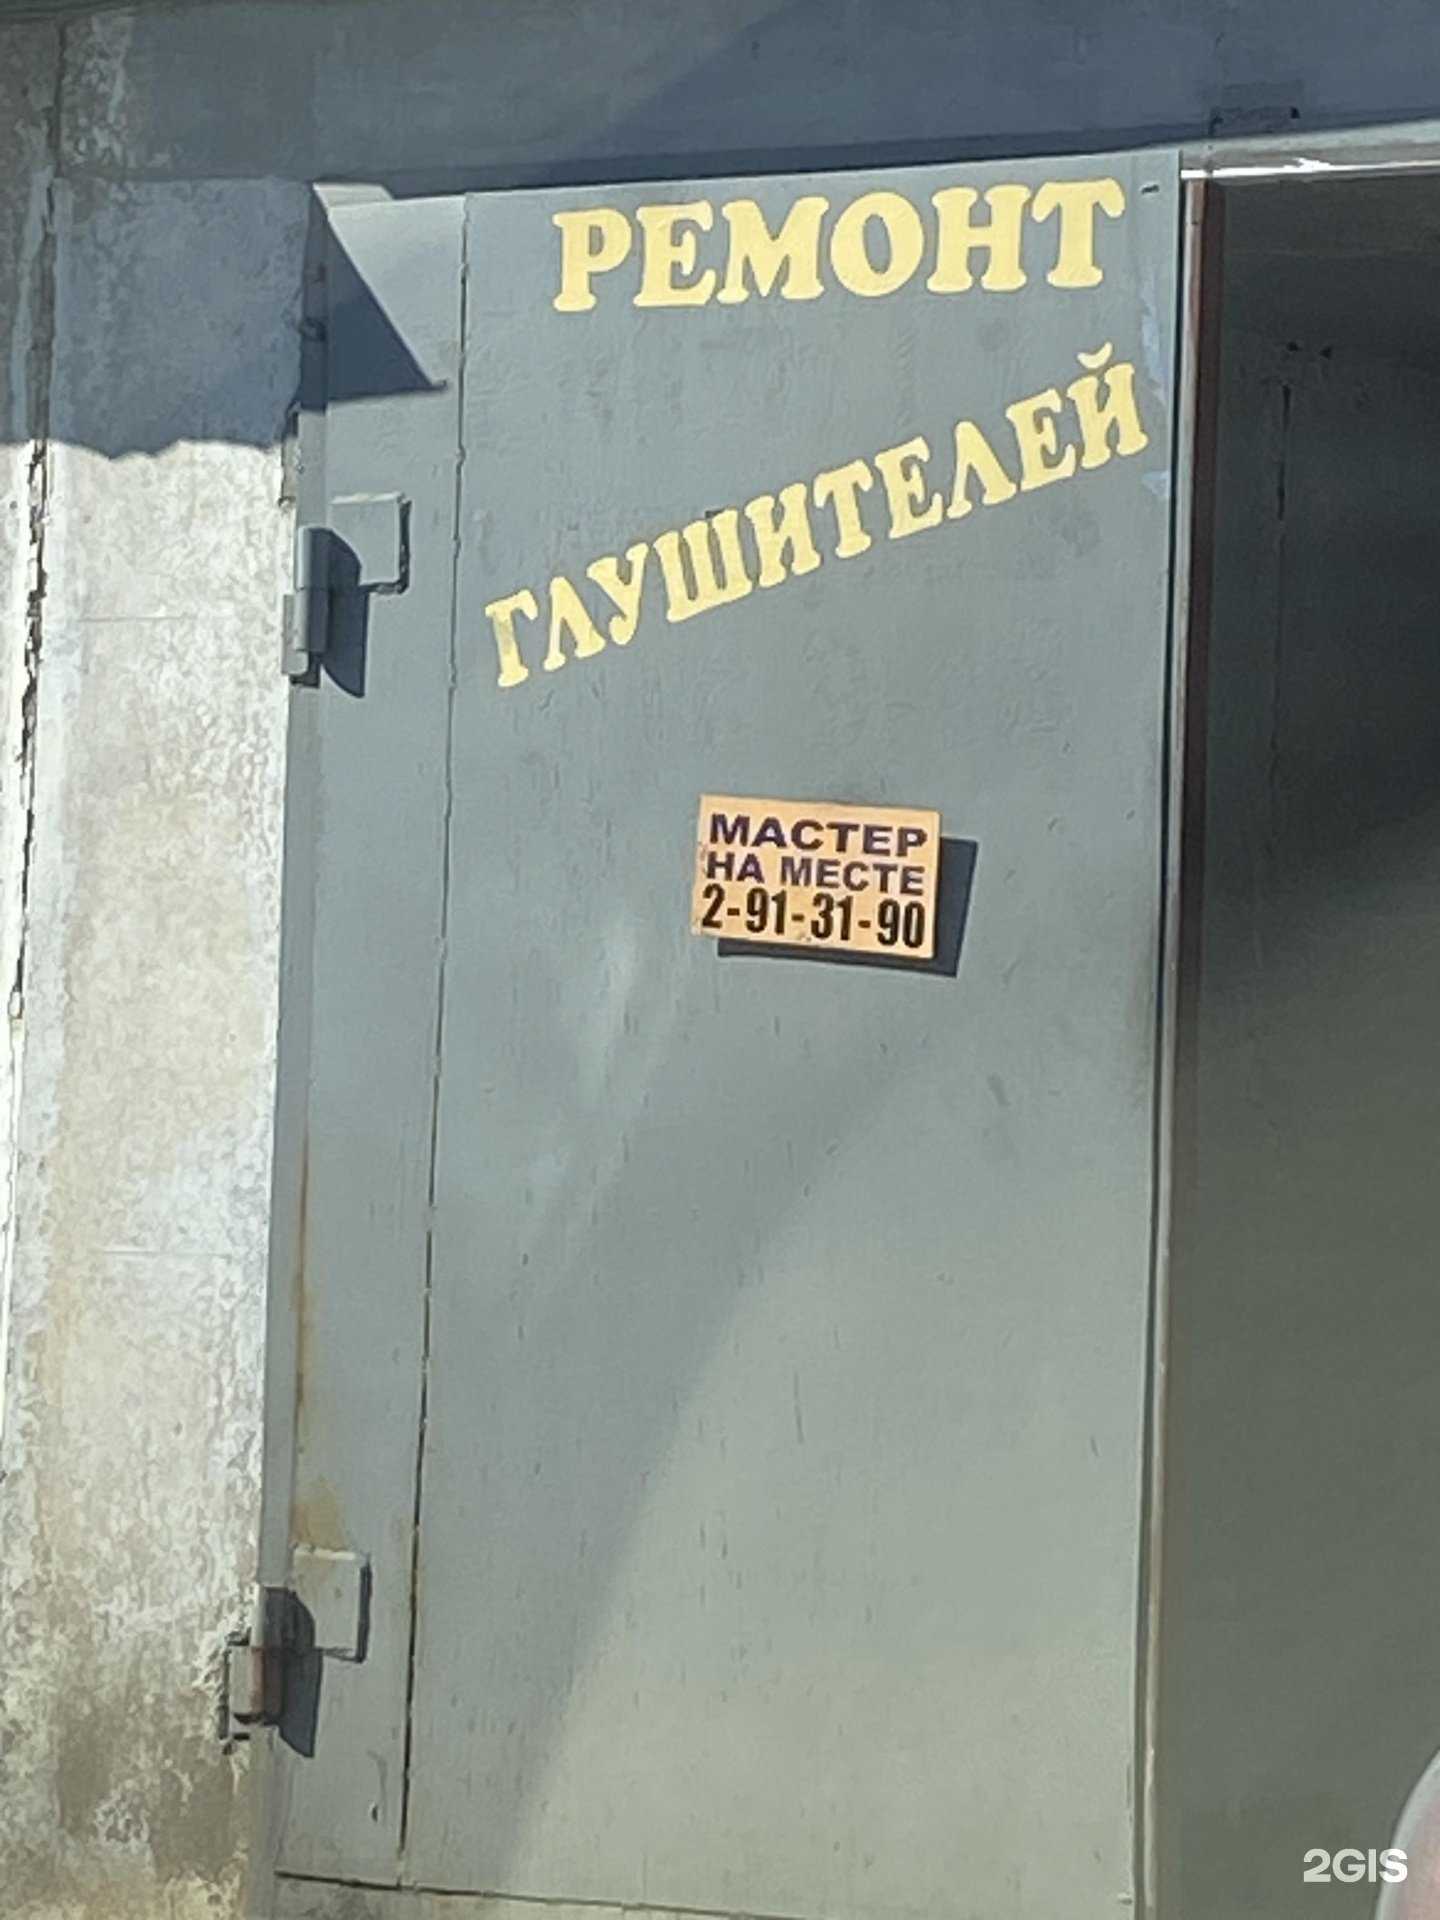 РЕМОНТ
ГЛУШИТЕЛЕЙ
МАСТЕР
НА МЕСТЕ
2-91-31-90
2GIS